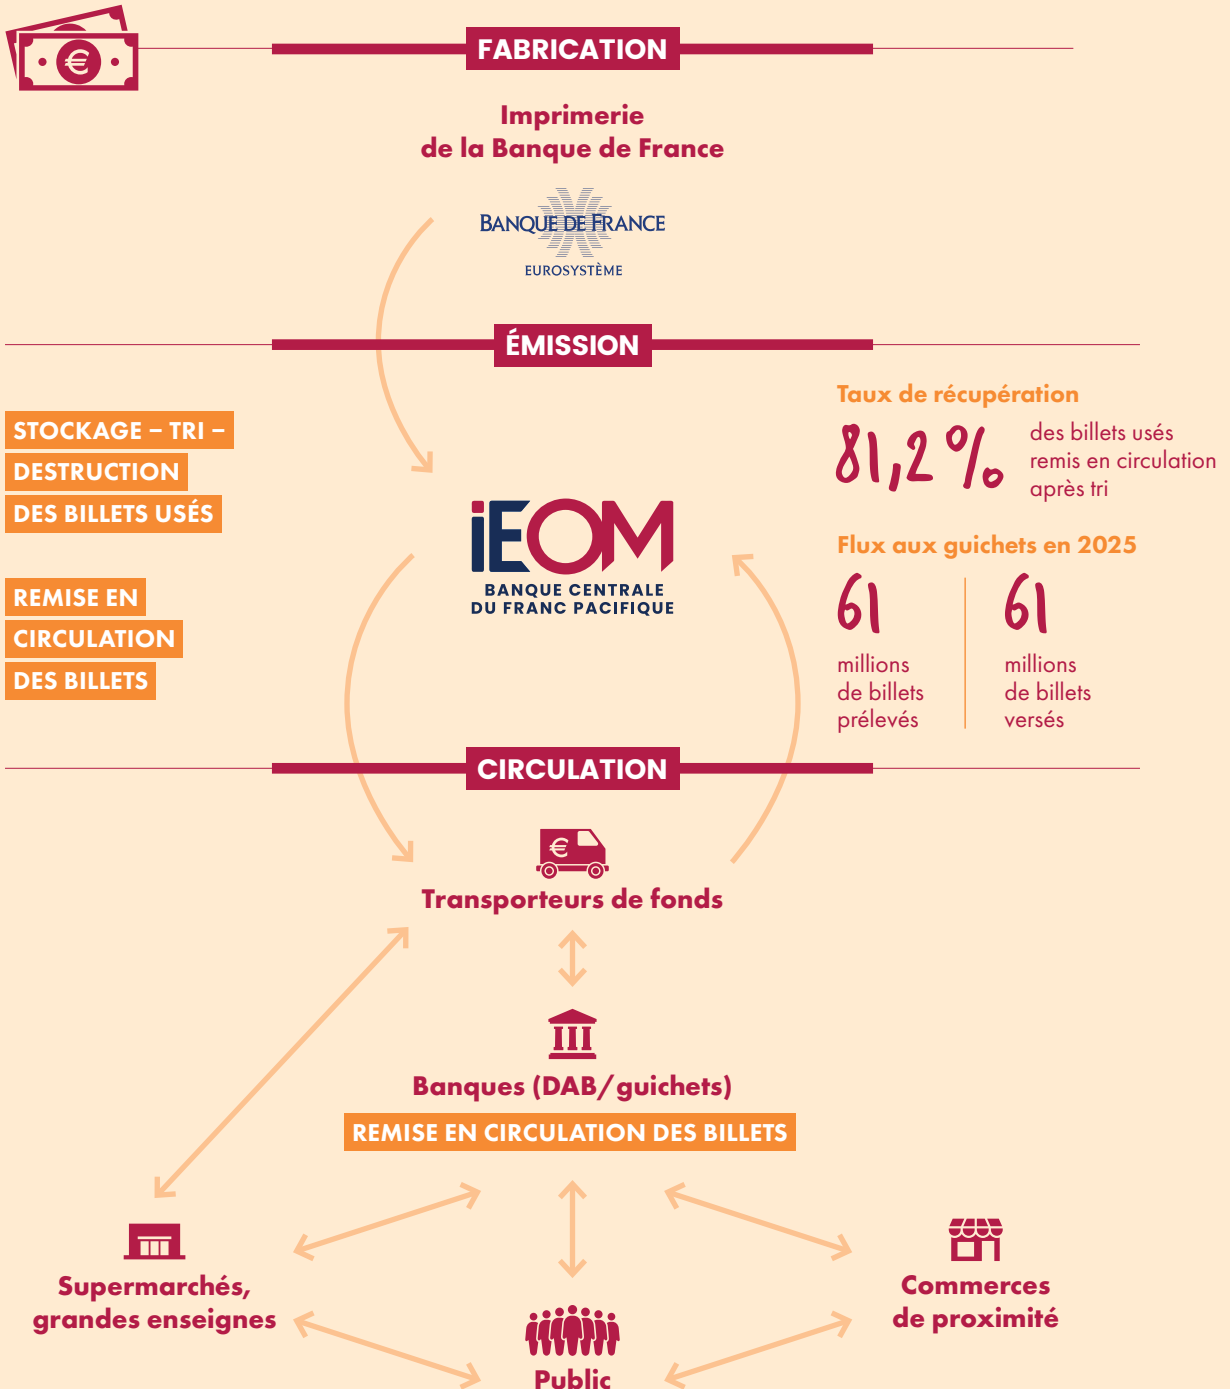 €
FABRICATION
Imprimerie
de la Banque de France
BANQUE DE FRANCE
EUROSYSTÈME
ÉMISSION
STOCKAGE – TRI –
DESTRUCTION
DES BILLETS USÉS
REMISE EN
CIRCULATION
DES BILLETS
iEOM
BANQUE CENTRALE
DU FRANC PACIFIQUE
Taux de récupération
81,2 %
des billets usés
remis en circulation
après tri
Flux aux guichets en 2025
61
millions
de billets
prélevés
61
millions
de billets
versés
CIRCULATION
€
Transporteurs de fonds
Banques (DAB/guichets)
REMISE EN CIRCULATION DES BILLETS
Supermarchés,
grandes enseignes
Commerces
de proximité
Public